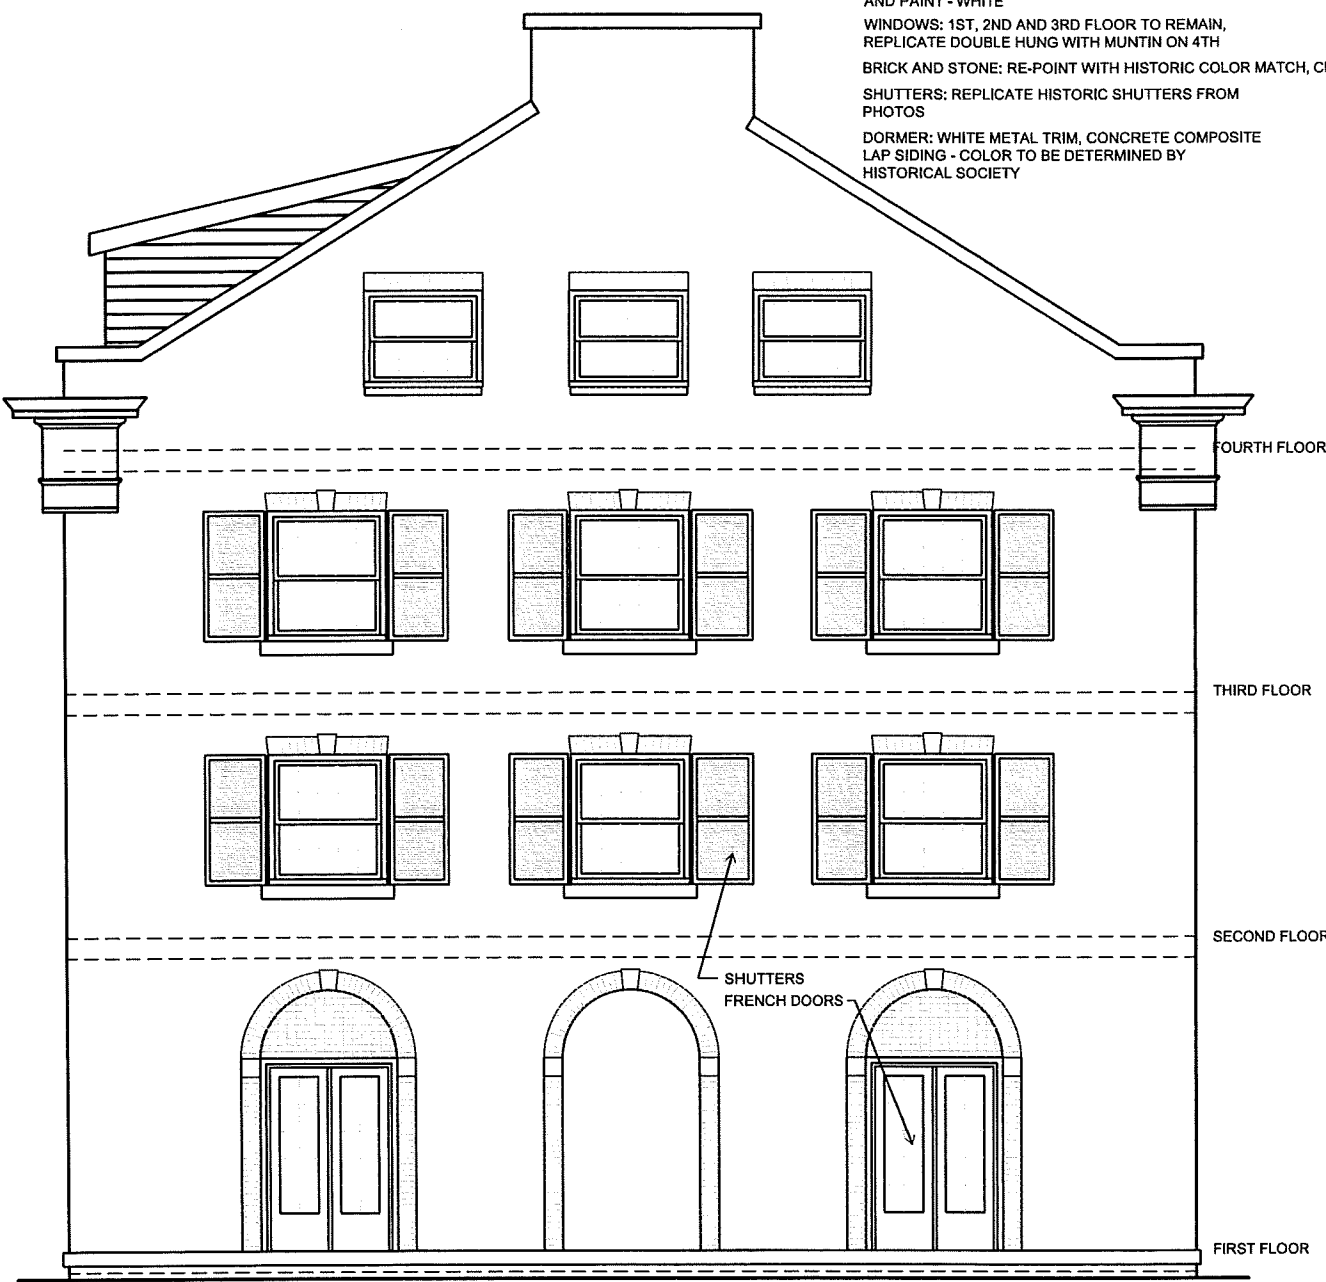 AND PAINT - WHITE
WINDOWS: 1ST, 2ND AND 3RD FLOOR TO REMAIN,
REPLICATE DOUBLE HUNG WITH MUNTIN ON 4TH
BRICK AND STONE: RE-POINT WITH HISTORIC COLOR MATCH,
SHUTTERS: REPLICATE HISTORIC SHUTTERS FROM
PHOTOS
DORMER: WHITE METAL TRIM, CONCRETE COMPOSITE
LAP SIDING - COLOR TO BE DETERMINED BY
HISTORICAL SOCIETY
FOURTH FLOOR
THIRD FLOOR
SECOND FLOOR
SHUTTERS
FRENCH DOORS
FIRST FLOOR